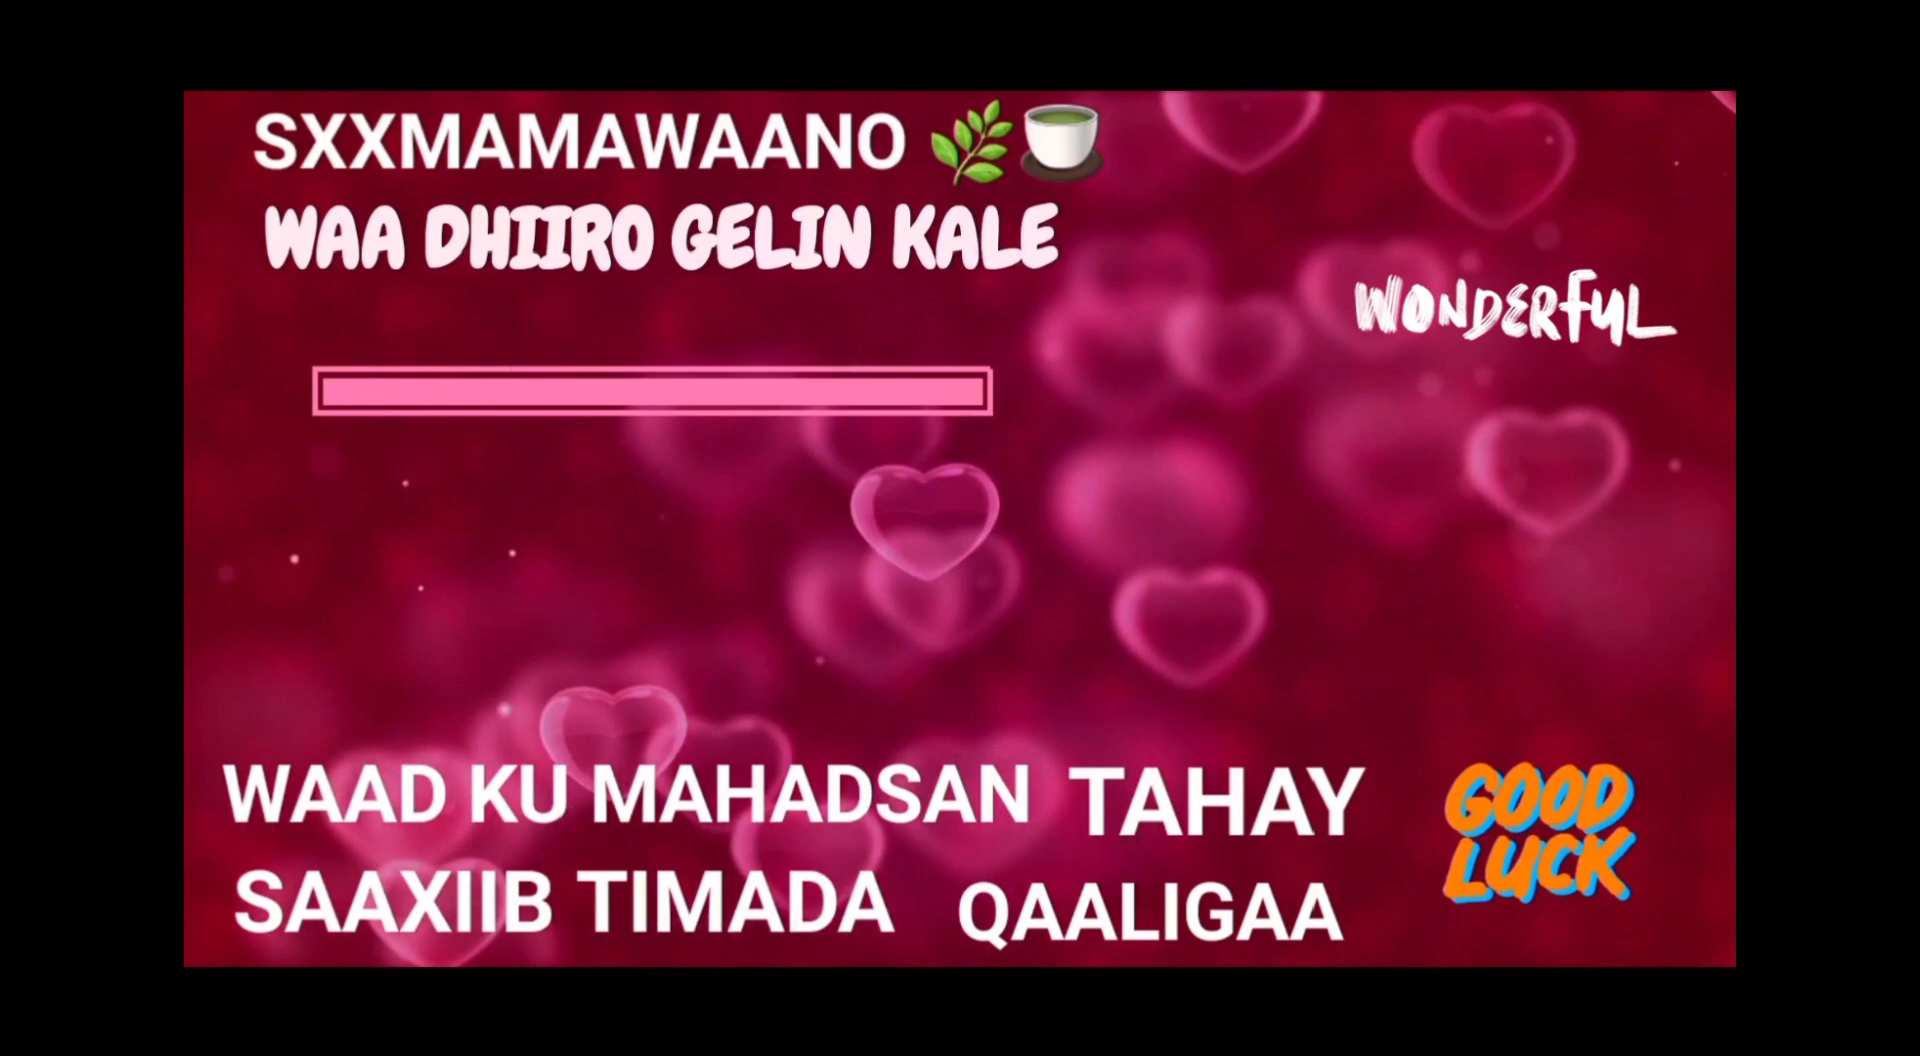 SXXMAMAWAANO 🌿🍵
WAA DHIIRO GELIN KALE
WONDERFUL
WAAD KU MAHADSAN TAHAY
SAAXIIB TIMADA QAALIGAA
GOOD
LUCK